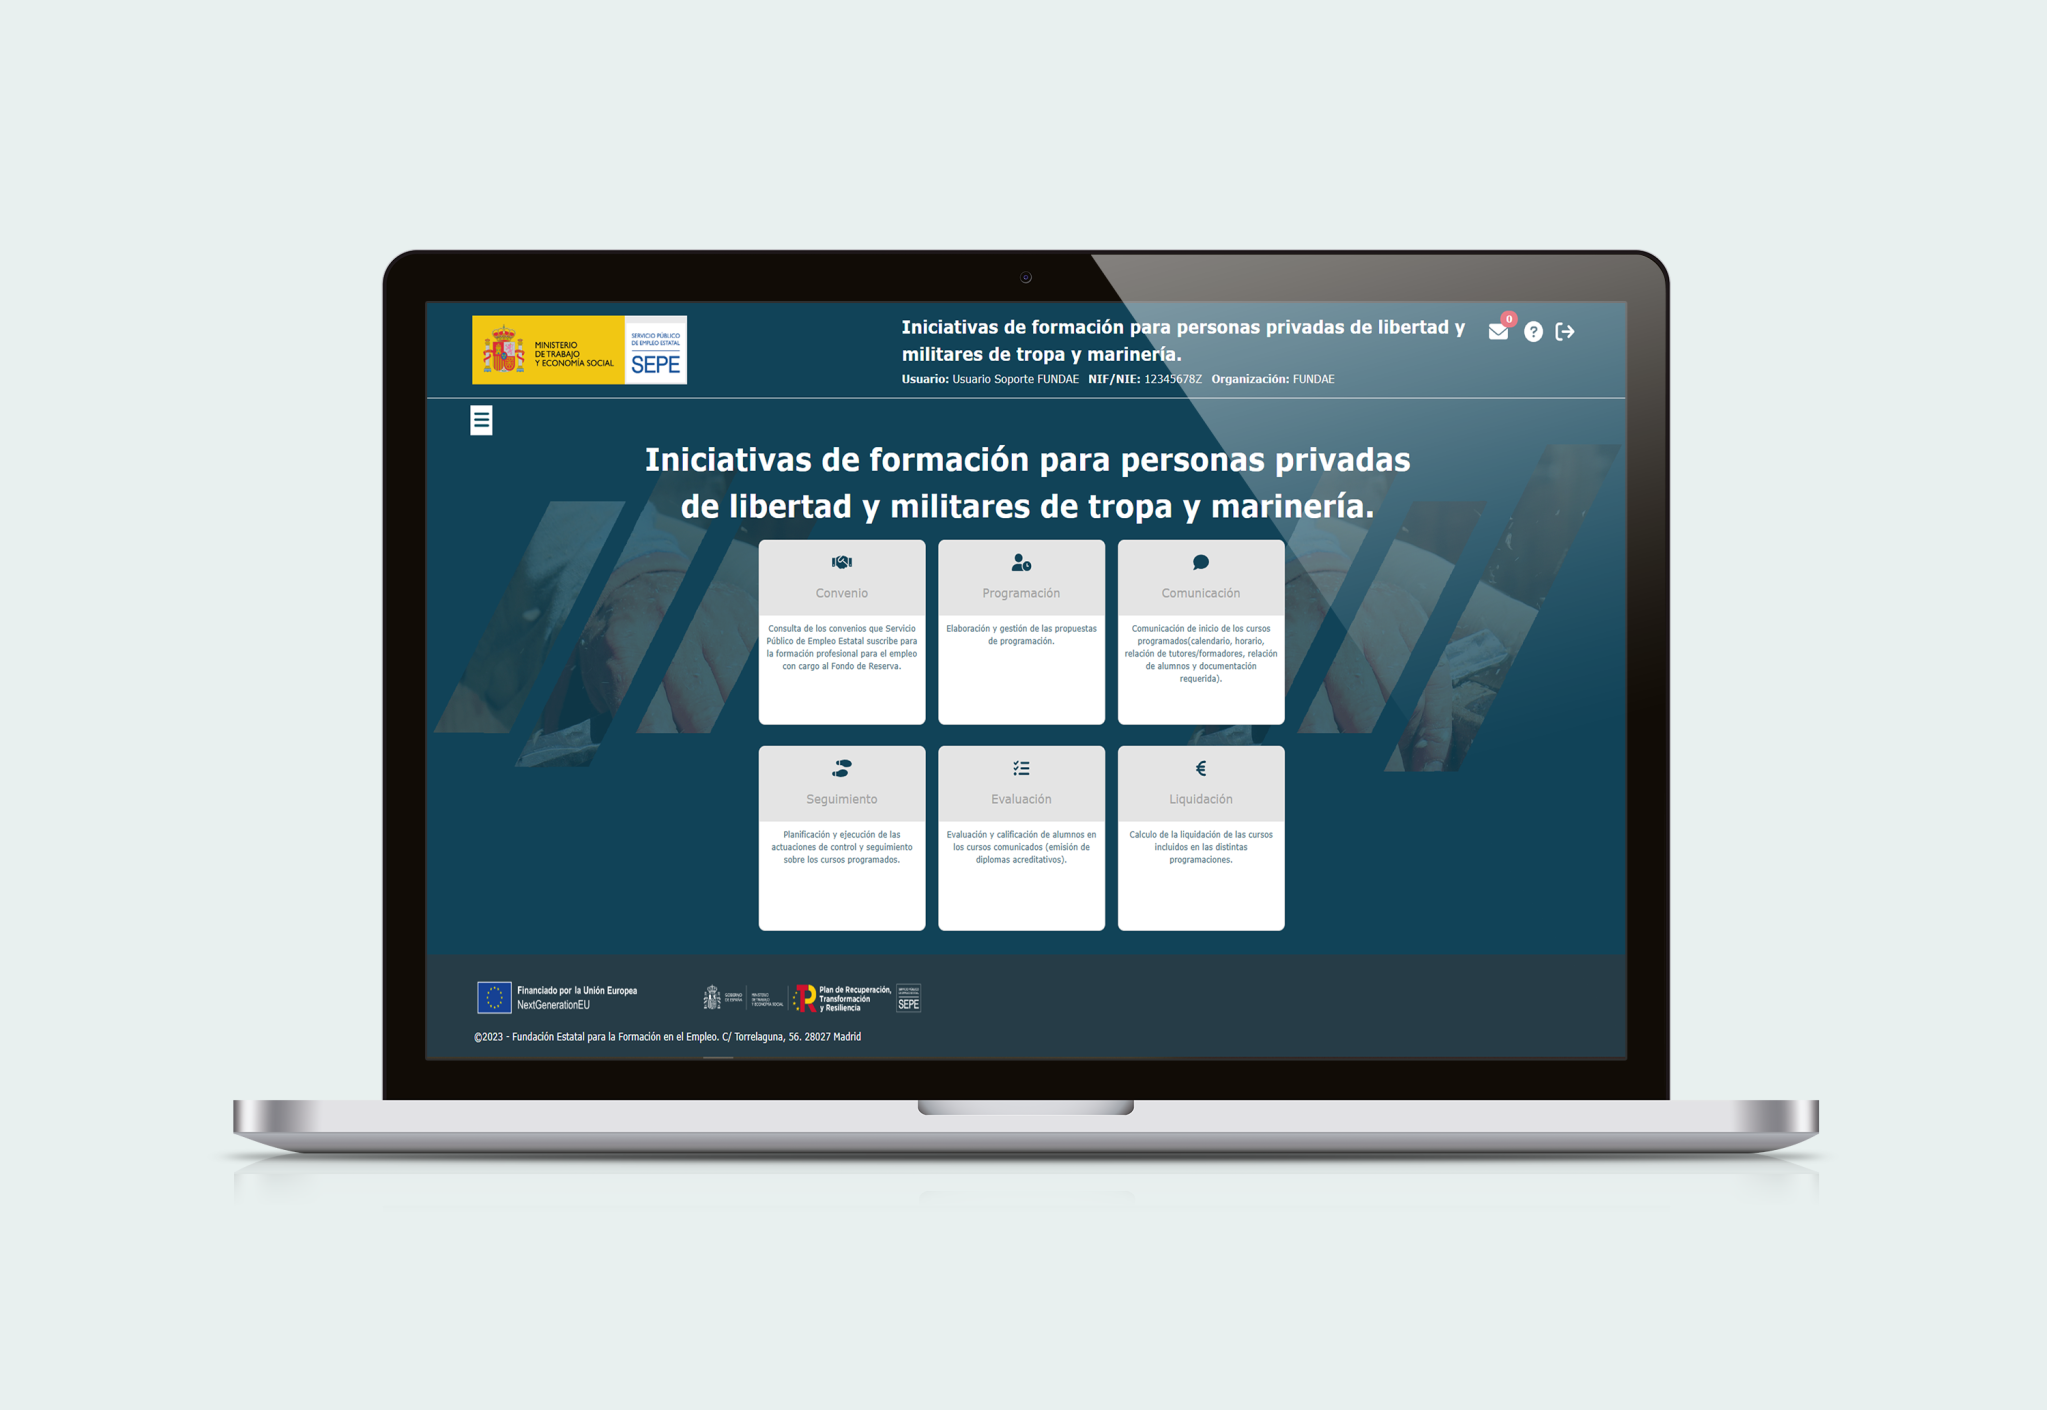 MINISTERIO
DE TRABAJO
Y ECONOMÍA SOCIAL
SERVICIO PÚBLICO
DE EMPLEO ESTATAL
SEPE
Iniciativas de formación para personas privadas de libertad y
militares de tropa y marinería.
0
?
Usuario: Usuario Soporte FUNDAE NIF/NIE: 12345678Z Organización: FUNDAE
Iniciativas de formación para personas privadas
de libertad y militares de tropa y marinería.
Convenio
Consulta de los convenios que Servicio
Público de Empleo Estatal suscribe para
la formación profesional para el empleo
con cargo al Fondo de Reserva.
Programación
Elaboración y gestión de las propuestas
de programación.
Comunicación
Comunicación de inicio de los cursos
programados(calendario, horario,
relación de tutores/formadores, relación
de alumnos y documentación
requerida).
Seguimiento
Planificación y ejecución de las
actuaciones de control y seguimiento
sobre los cursos programados.
Evaluación
Evaluación y calificación de alumnos en
los cursos comunicados (emisión de
diplomas acreditativos).
€
Liquidación
Calculo de la liquidación de las cursos
incluidos en las distintas
programaciones.
Financiado por la Unión Europea
NextGenerationEU
GOBIERNO
DE ESPAÑA
MINISTERIO
DE TRABAJO
Y ECONOMÍA SOCIAL
Plan de Recuperación,
Transformación
y Resiliencia
SEPE
©2023 - Fundación Estatal para la Formación en el Empleo. C/ Torrelaguna, 56. 28027 Madrid